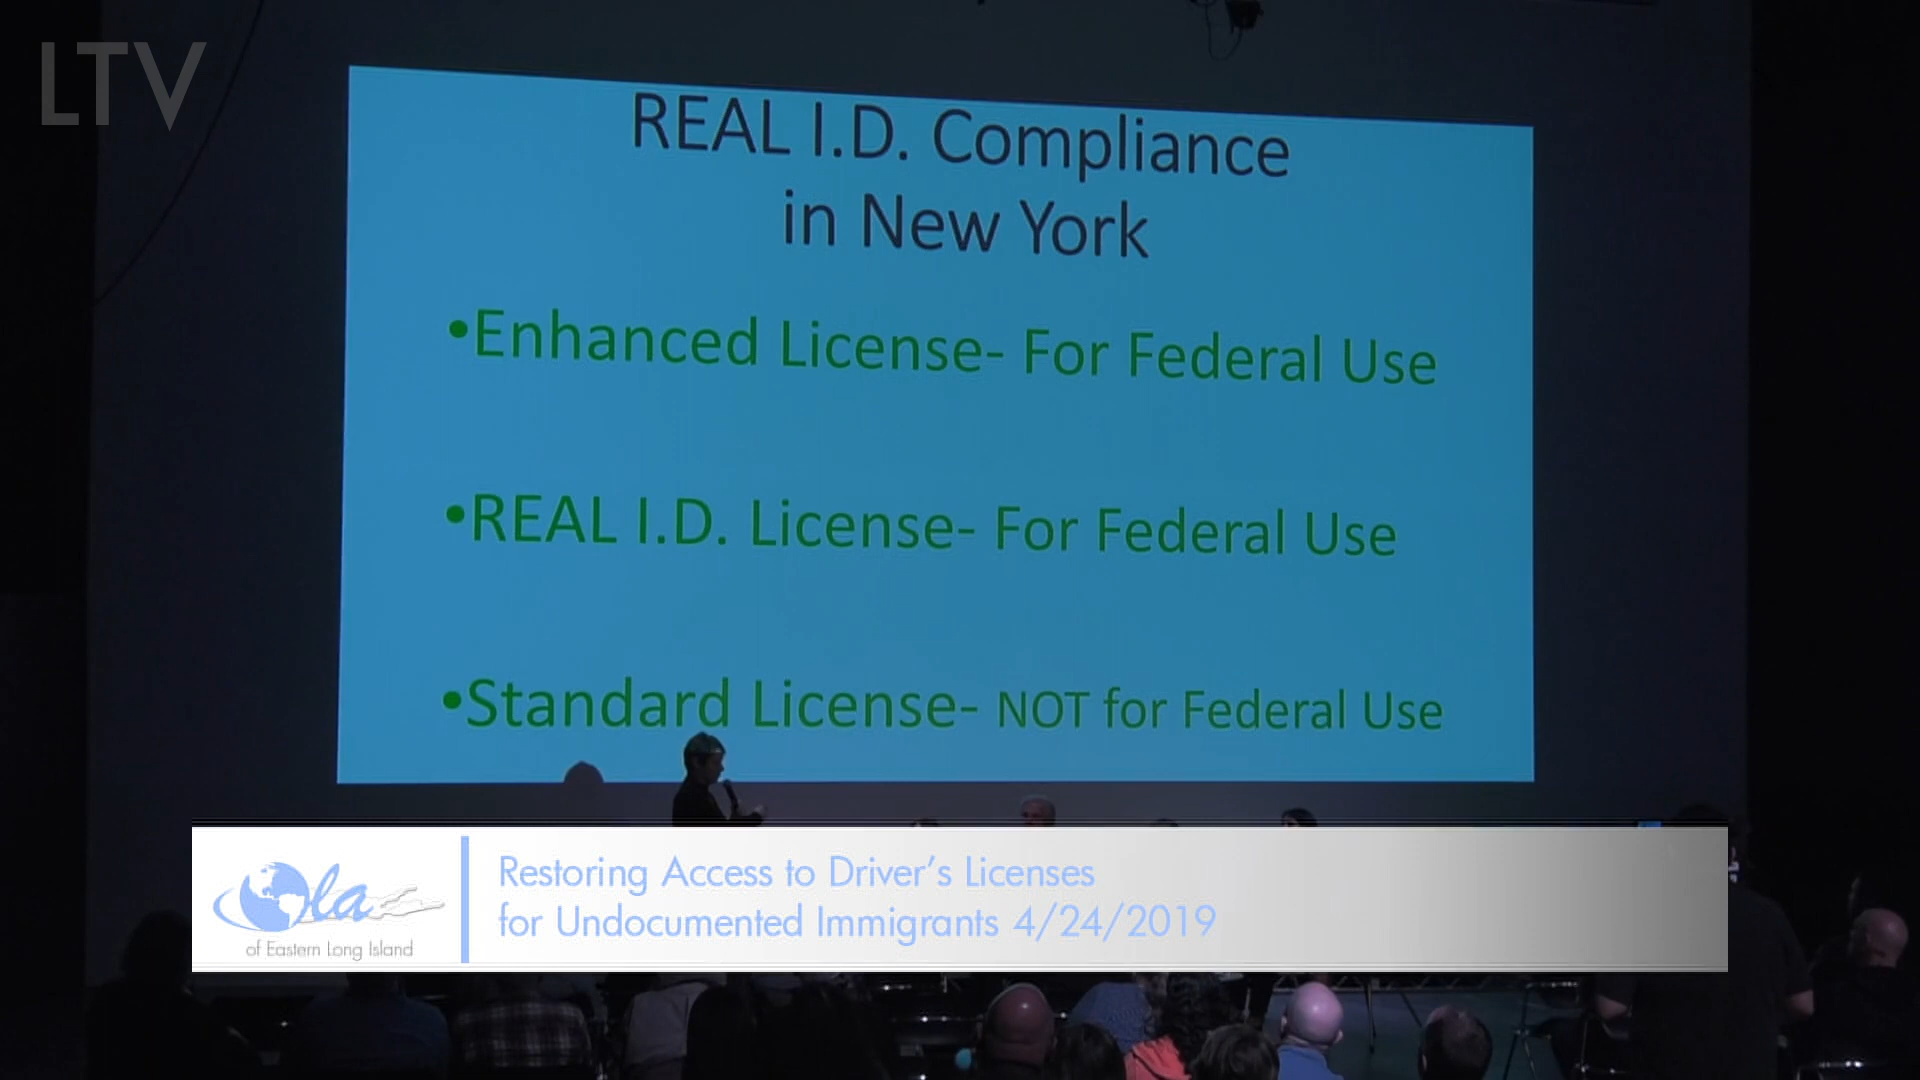 LTV
REAL I.D. Compliance
in New York
•Enhanced License- For Federal Use
•REAL I.D. License- For Federal Use
•Standard License- NOT for Federal Use
Ola
of Eastern Long Island
Restoring Access to Driver’s Licenses
for Undocumented Immigrants 4/24/2019